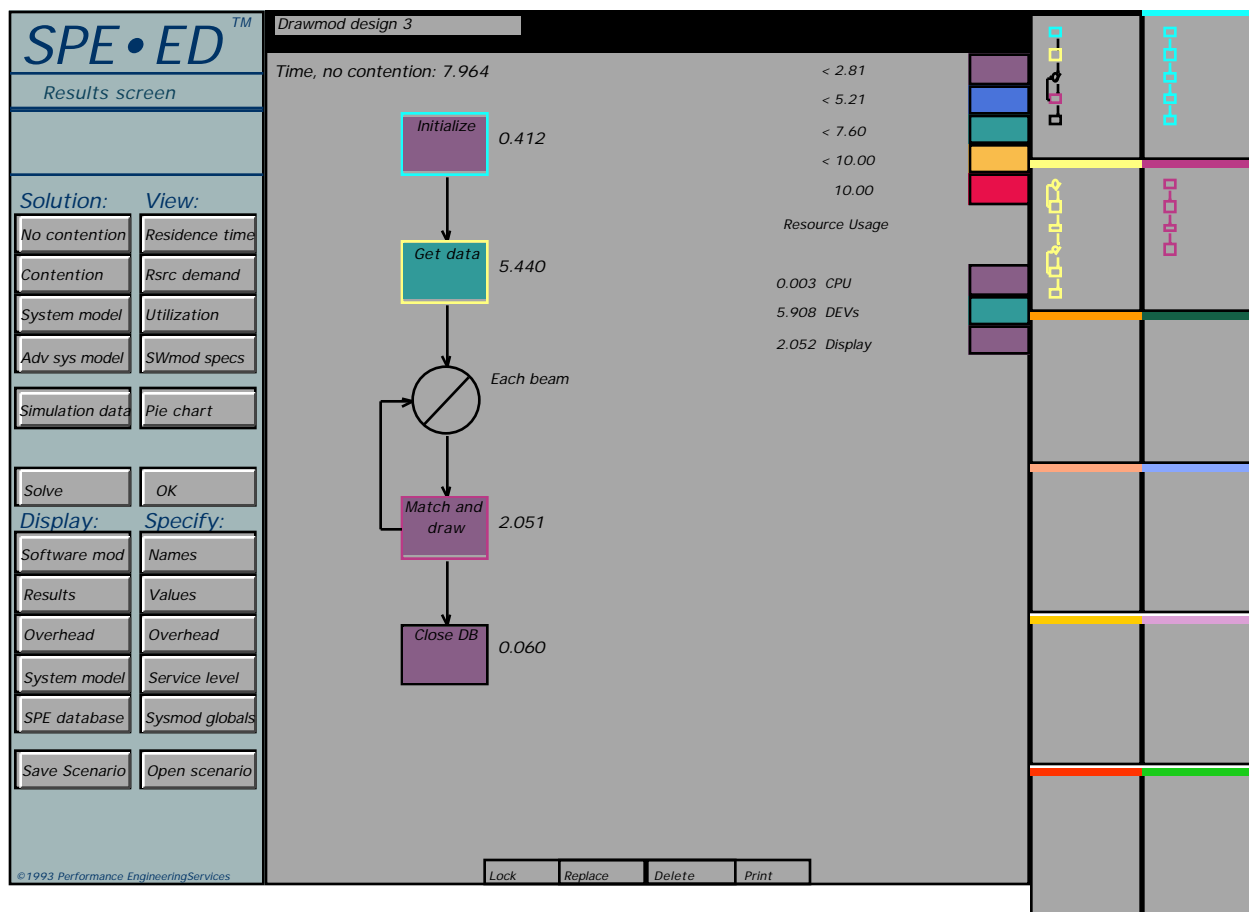 SPE•ED™
Results screen
Solution: View:
No contention Residence time
Contention Rsrc demand
System model Utilization
Adv sys model SWmod specs
Simulation data Pie chart
Solve OK
Display: Specify:
Software mod Names
Results Values
Overhead Overhead
System model Service level
SPE database Sysmod globals
Save Scenario Open scenario
©1993 Performance EngineeringServices
Drawmod design 3
Time, no contention: 7.964
Initialize 0.412
Get data 5.440
Each beam
Match and
draw 2.051
Close DB 0.060
< 2.81
< 5.21
< 7.60
< 10.00
10.00
Resource Usage
0.003 CPU
5.908 DEVs
2.052 Display
Lock Replace Delete Print